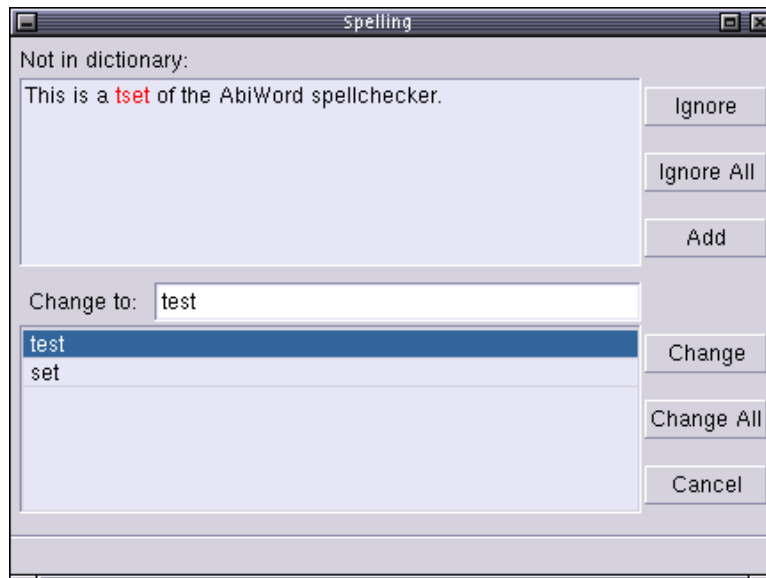 Spelling
Not in dictionary:
This is a tset of the AbiWord spellchecker.
Ignore
Ignore All
Add
Change to: test
test
set
Change
Change All
Cancel